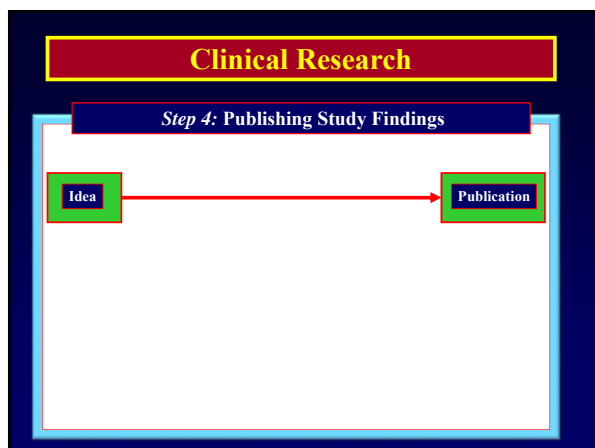 Clinical Research
Step 4: Publishing Study Findings
Idea
Publication